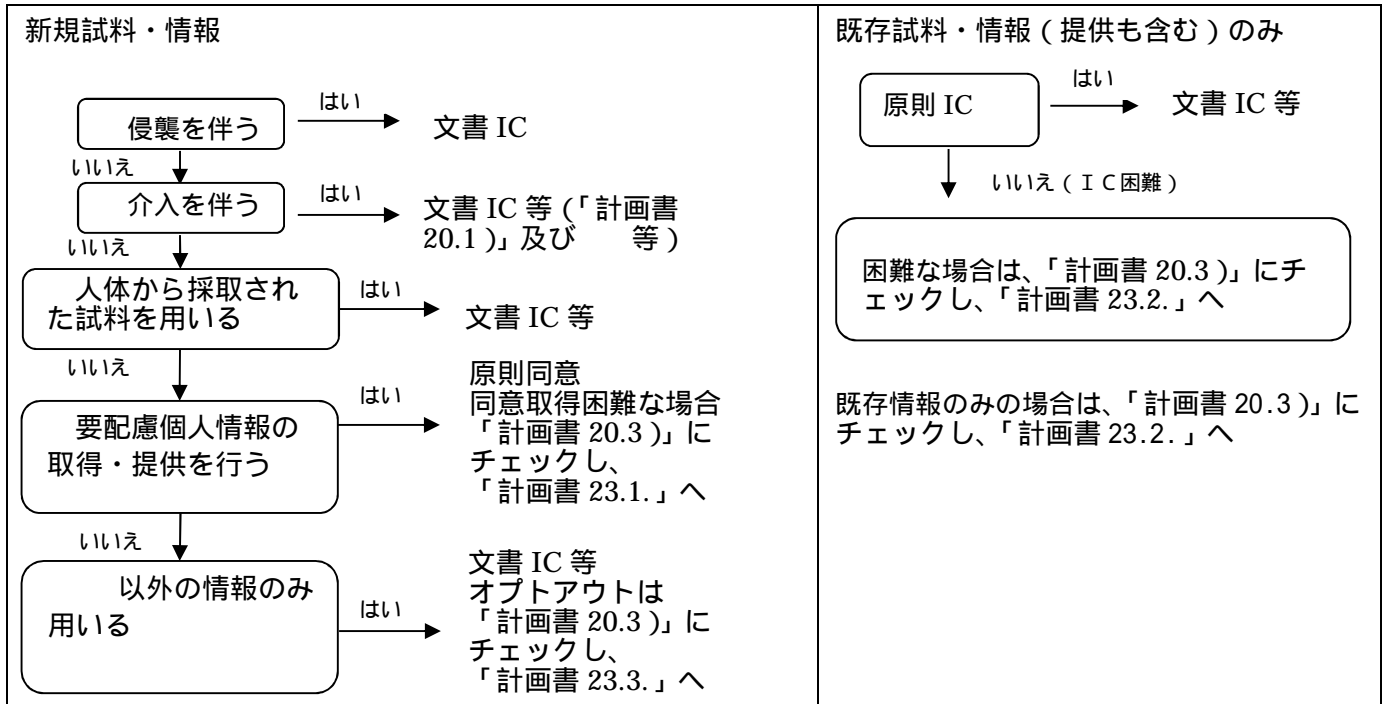 新規試料・情報
侵襲を伴う
はい
文書 IC
いいえ
介入を伴う
はい
文書 IC 等 (「計画書
20.1 )」及び 等 )
いいえ
人体から採取され
た試料を用いる
はい
文書 IC 等
いいえ
要配慮個人情報の
取得・提供を行う
はい
原則同意
同意取得困難な場合
「計画書 20.3 )」に
チェックし、
「計画書 23.1. 」へ
いいえ
以外の情報のみ
用いる
はい
文書 IC 等
オプトアウトは
「計画書 20.3 )」に
チェックし、
「計画書 23.3. 」へ
既存試料・情報 ( 提供も含む ) のみ
原則 IC
はい
文書 IC 等
いいえ ( IC困難 )
困難な場合は、「計画書 20.3 )」にチ
ェックし、「計画書 23.2. 」へ
既存情報のみの場合は、「計画書 20.3 )」に
チェックし、「計画書 23.2. 」へ